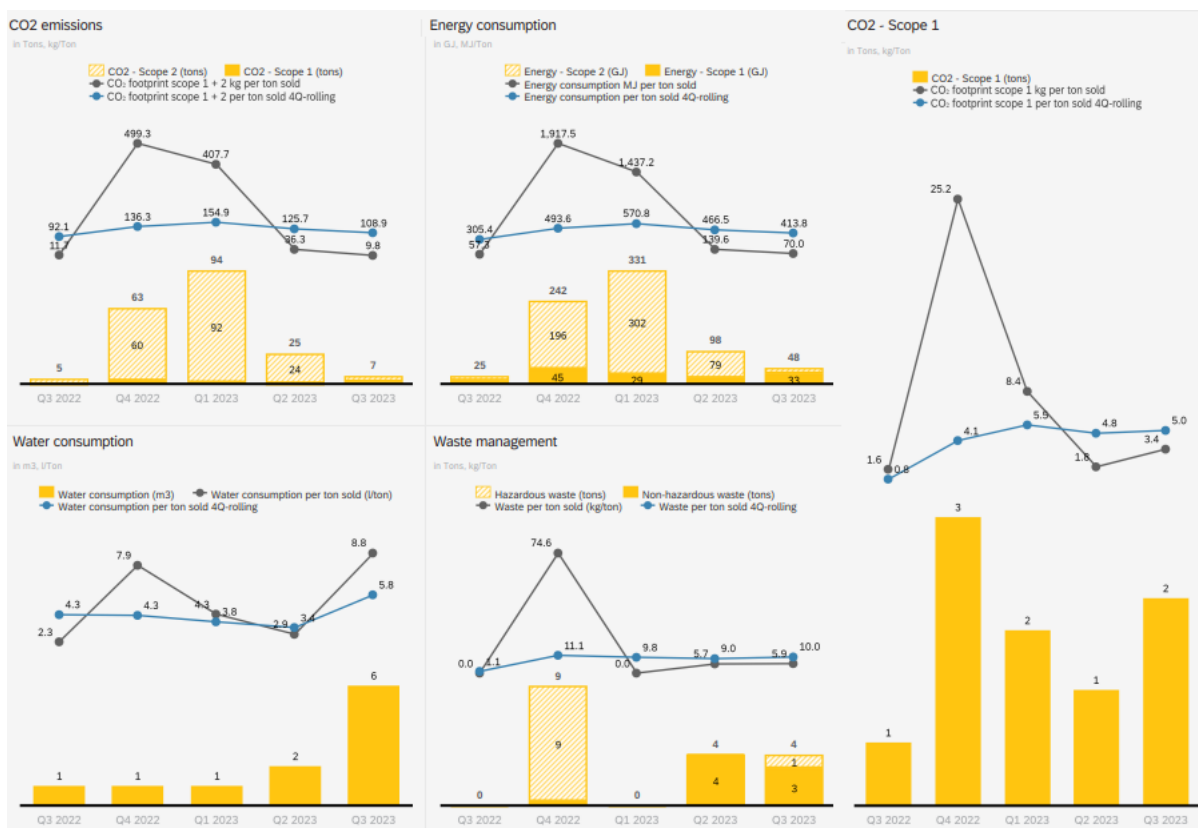 CO2 emissions
in Tons, kg/Ton
CO2 - Scope 2 (tons) CO2 - Scope 1 (tons)
CO₂ footprint scope 1 + 2 kg per ton sold
CO₂ footprint scope 1 + 2 per ton sold 4Q-rolling
499.3
407.7
92.1 136.3 154.9 125.7 108.9
11.7 36.3 9.8
94
63
92
60
25
24
5 7
Q3 2022 Q4 2022 Q1 2023 Q2 2023 Q3 2023
Energy consumption
in GJ, MJ/Ton
Energy - Scope 2 (GJ) Energy - Scope 1 (GJ)
Energy consumption MJ per ton sold
Energy consumption per ton sold 4Q-rolling
1,917.5
1,437.2
305.4 493.6 570.8 466.5 413.8
57.3 139.6 70.0
331
242
302
196
98
79
25 48
45 29 33
Q3 2022 Q4 2022 Q1 2023 Q2 2023 Q3 2023
CO2 - Scope 1
in Tons, kg/Ton
CO2 - Scope 1 (tons)
CO₂ footprint scope 1 kg per ton sold
CO₂ footprint scope 1 per ton sold 4Q-rolling
25.2
8.4
1.6 0.8 4.1 5.5 4.8 5.0
1.8 3.4
3
2
2
1
1
Q3 2022 Q4 2022 Q1 2023 Q2 2023 Q3 2023
Water consumption
in m3, l/Ton
Water consumption (m3) Water consumption per ton sold (l/ton)
Water consumption per ton sold 4Q-rolling
8.8
7.9
5.8
4.3 4.3 4.3 3.8 2.9 3.4
2.3
6
2
1 1 1
Q3 2022 Q4 2022 Q1 2023 Q2 2023 Q3 2023
Waste management
in Tons, kg/Ton
Hazardous waste (tons) Non-hazardous waste (tons)
Waste per ton sold (kg/ton) Waste per ton sold 4Q-rolling
74.6
0.0 1.1 11.1 0.0 9.8 5.7 9.0 5.9 10.0
9
9
4 4
1
4 3
0 0
Q3 2022 Q4 2022 Q1 2023 Q2 2023 Q3 2023